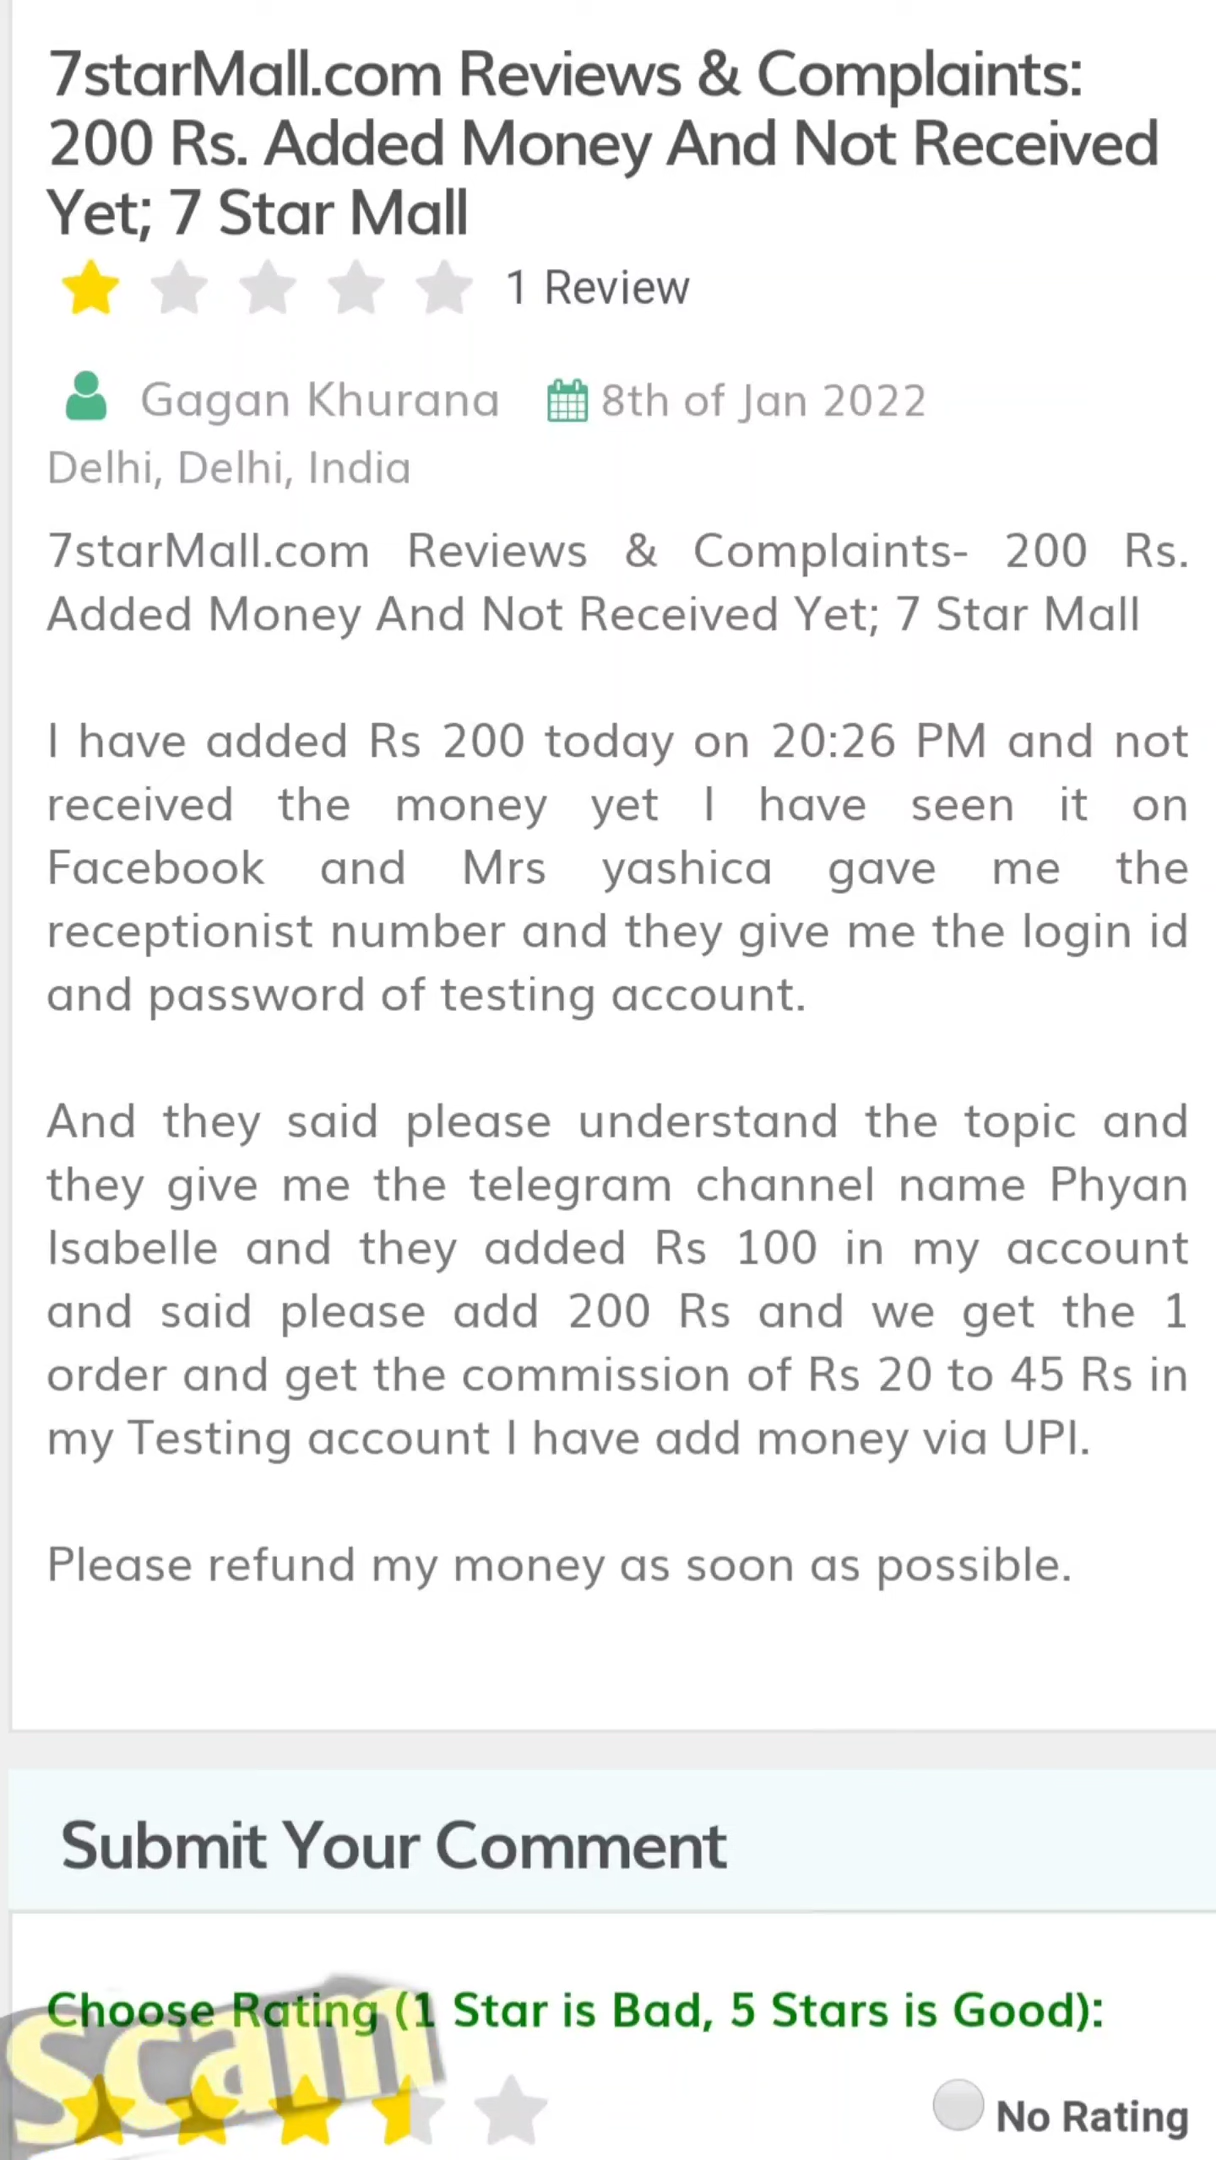 7starMall.com Reviews & Complaints:
200 Rs. Added Money And Not Received
Yet; 7 Star Mall
1 Review
Gagan Khurana 8th of Jan 2022
Delhi, Delhi, India
7starMall.com Reviews & Complaints- 200 Rs.
Added Money And Not Received Yet; 7 Star Mall
I have added Rs 200 today on 20:26 PM and not
received the money yet I have seen it on
Facebook and Mrs yashica gave me the
receptionist number and they give me the login id
and password of testing account.
And they said please understand the topic and
they give me the telegram channel name Phyan
Isabelle and they added Rs 100 in my account
and said please add 200 Rs and we get the 1
order and get the commission of Rs 20 to 45 Rs in
my Testing account I have add money via UPI.
Please refund my money as soon as possible.
Submit Your Comment
Choose Rating (1 Star is Bad, 5 Stars is Good):
Scam
No Rating